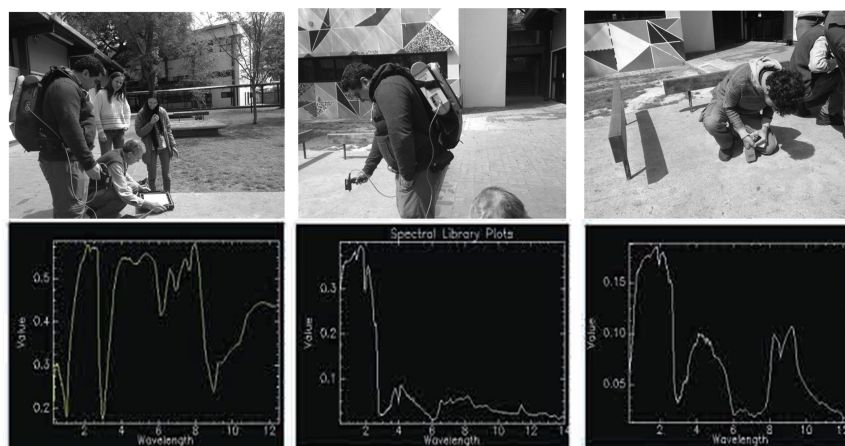 Spectral Library Plots
0.5
0.4
0.3
0.2
Value
2 4 6 8 10 12
Wavelength
0.3
0.2
0.1
Value
2 4 6 8 10 12 14
Wavelength
0.15
0.10
0.05
Value
2 4 6 8 10 12
Wavelength